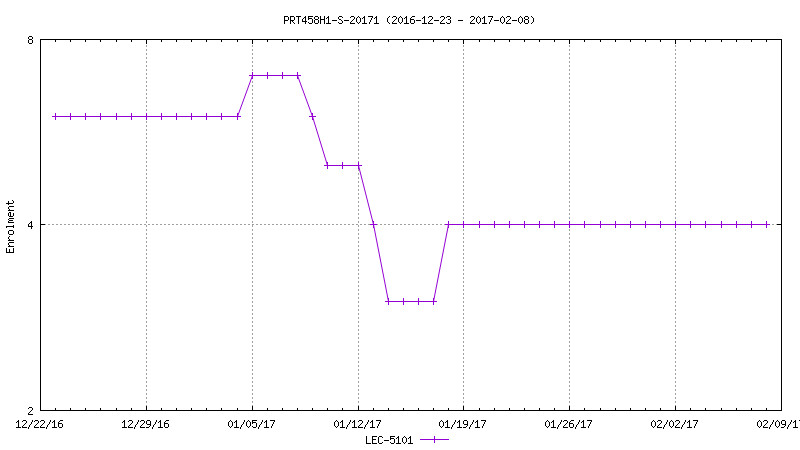 PRT458H1-S-20171 (2016-12-23 - 2017-02-08)
8
4
2
Enrolment
12/22/16 12/29/16 01/05/17 01/12/17 01/19/17 01/26/17 02/02/17 02/09/1
LEC-5101